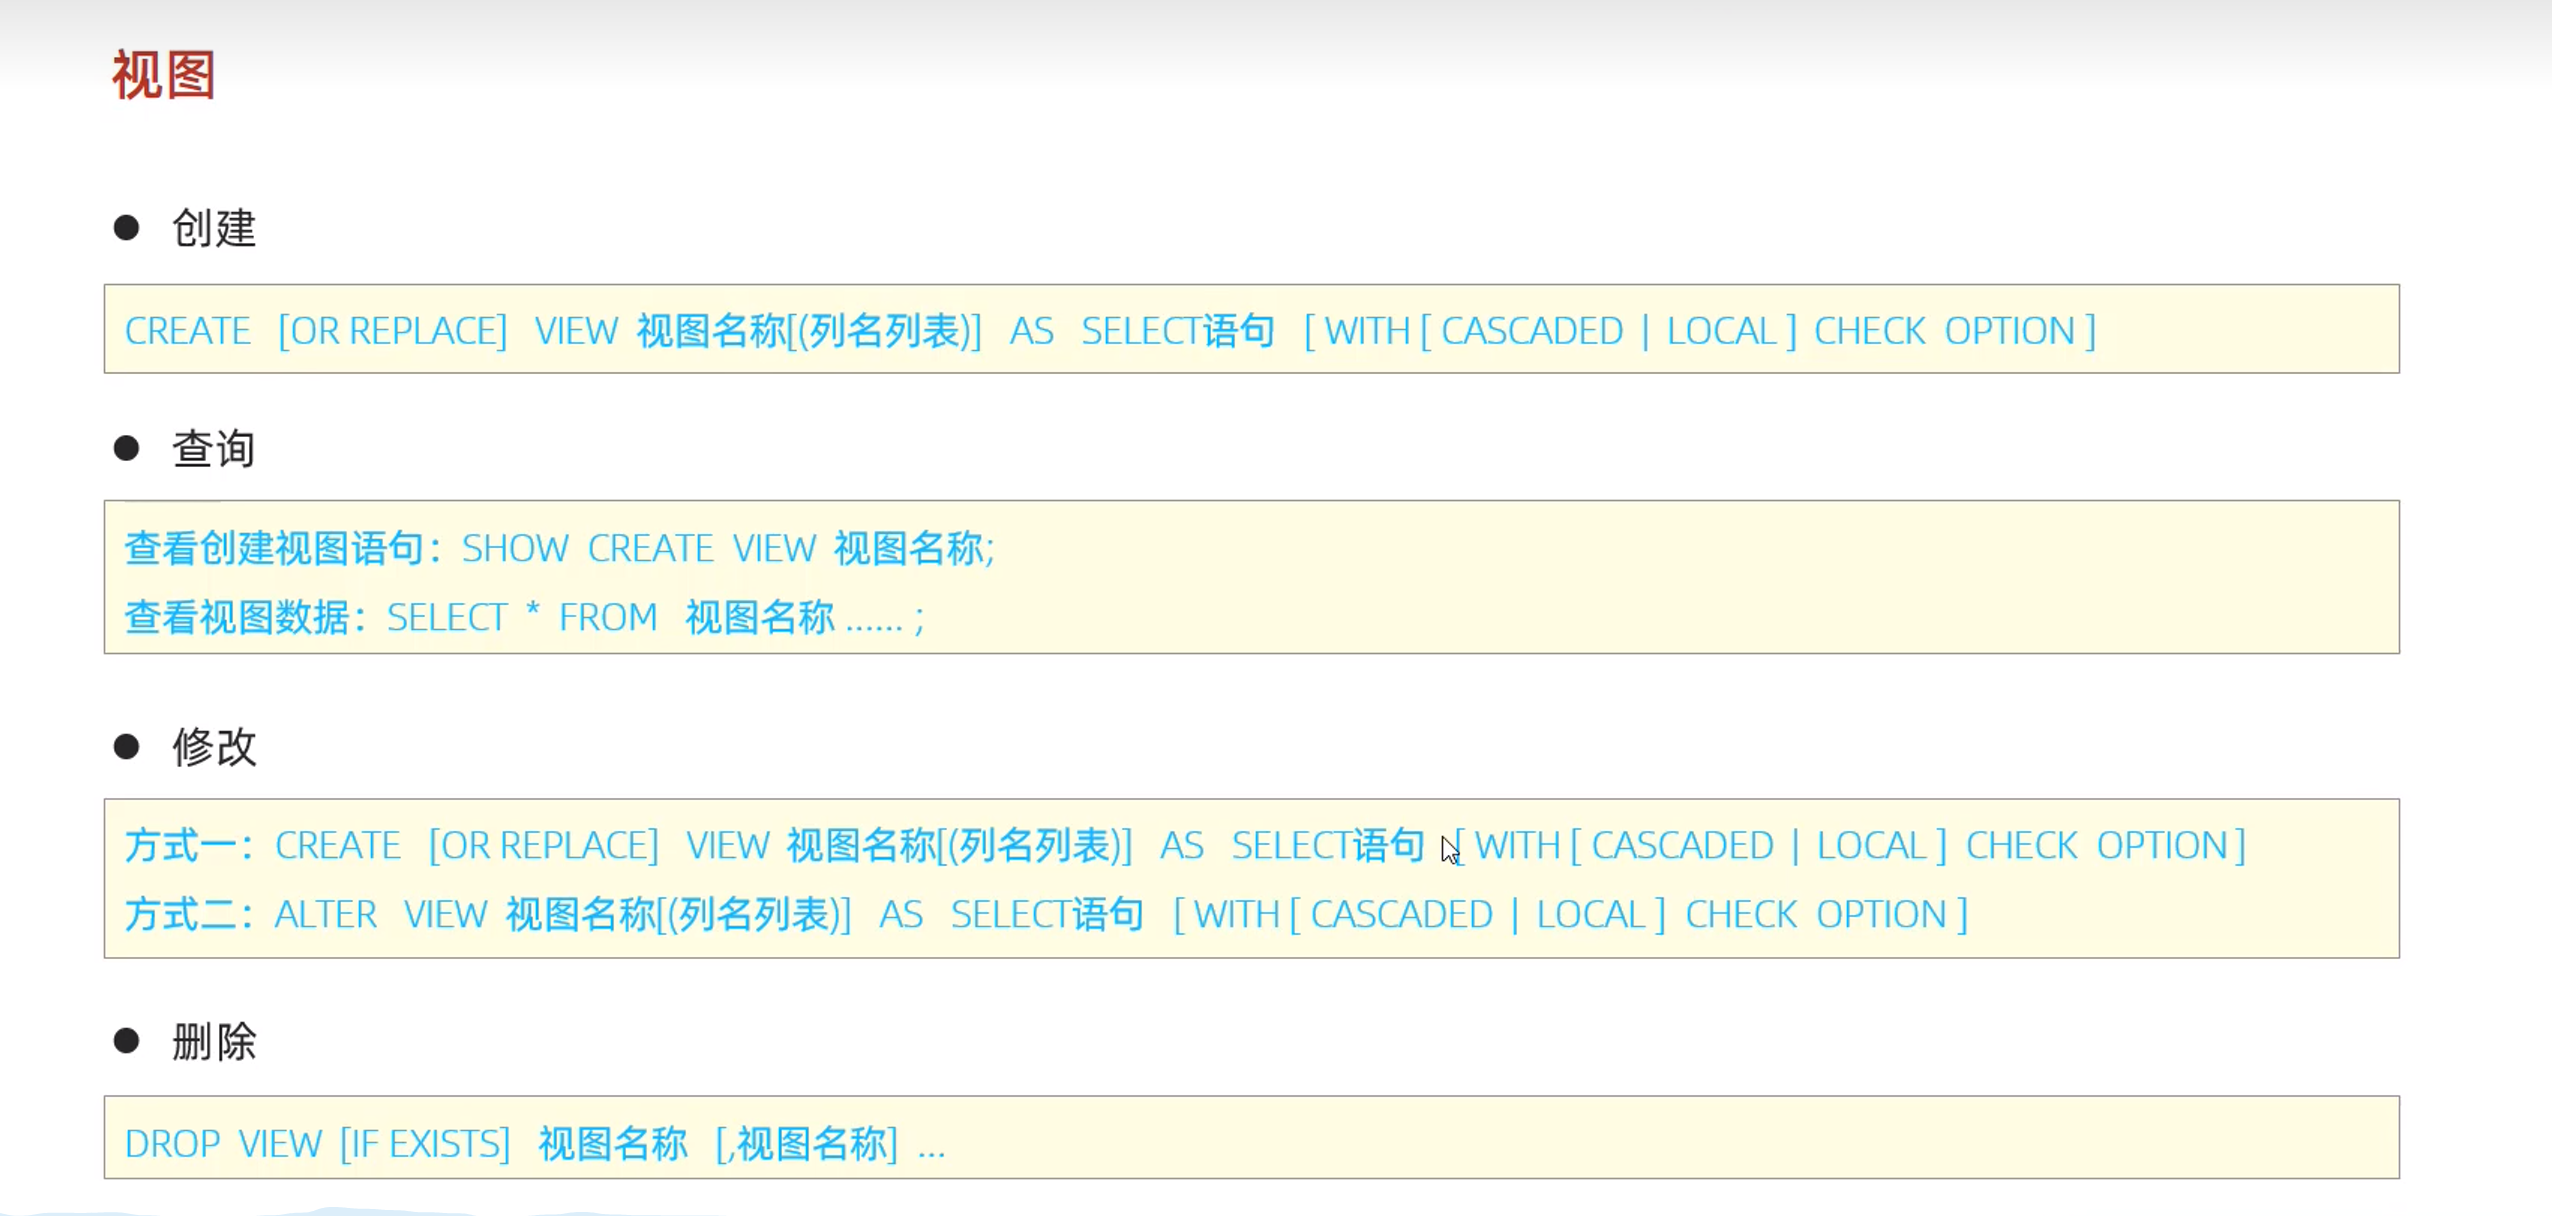 视图
● 创建
CREATE [OR REPLACE] VIEW 视图名称[(列名列表)] AS SELECT语句 [ WITH [ CASCADED | LOCAL ] CHECK OPTION ]
● 查询
查看创建视图语句：SHOW CREATE VIEW 视图名称;
查看视图数据：SELECT * FROM 视图名称 ...... ;
● 修改
方式一：CREATE [OR REPLACE] VIEW 视图名称[(列名列表)] AS SELECT语句 [ WITH [ CASCADED | LOCAL ] CHECK OPTION ]
方式二：ALTER VIEW 视图名称[(列名列表)] AS SELECT语句 [ WITH [ CASCADED | LOCAL ] CHECK OPTION ]
● 删除
DROP VIEW [IF EXISTS] 视图名称 [,视图名称] ...